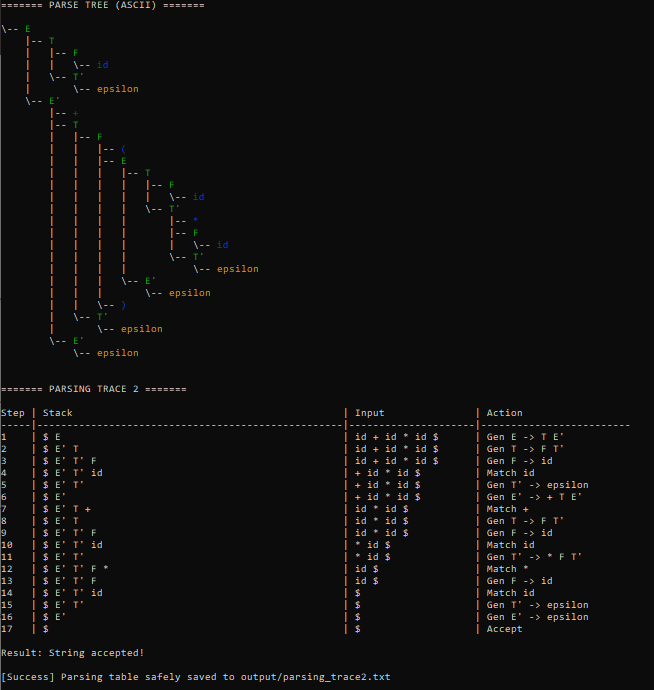 ======= PARSE TREE (ASCII) =======
\-- E
    |-- T
    |   |-- F
    |   |   \-- id
    |   \-- T'
    |       \-- epsilon
    \-- E'
        |-- +
        |-- T
        |   |-- F
        |   |   |-- (
        |   |   |-- E
        |   |   |   |-- T
        |   |   |   |   |-- F
        |   |   |   |   |   \-- id
        |   |   |   |   \-- T'
        |   |   |   |       |-- *
        |   |   |   |       |-- F
        |   |   |   |       |   \-- id
        |   |   |   |       \-- T'
        |   |   |   |           \-- epsilon
        |   |   |   \-- E'
        |   |   |       \-- epsilon
        |   |   \-- )
        |   \-- T'
        |       \-- epsilon
        \-- E'
            \-- epsilon
======= PARSING TRACE 2 =======
Step | Stack | Input | Action
-----|---------------------------------------------------|---------------------|-------------------------
1 | $ E | id + id * id $ | Gen E -> T E'
2 | $ E' T | id + id * id $ | Gen T -> F T'
3 | $ E' T' F | id + id * id $ | Gen F -> id
4 | $ E' T' id | + id * id $ | Match id
5 | $ E' T' | + id * id $ | Gen T' -> epsilon
6 | $ E' | + id * id $ | Gen E' -> + T E'
7 | $ E' T + | id * id $ | Match +
8 | $ E' T | id * id $ | Gen T -> F T'
9 | $ E' T' F | id * id $ | Gen F -> id
10 | $ E' T' id | * id $ | Match id
11 | $ E' T' | * id $ | Gen T' -> * F T'
12 | $ E' T' F * | id $ | Match *
13 | $ E' T' F | id $ | Gen F -> id
14 | $ E' T' id | $ | Match id
15 | $ E' T' | $ | Gen T' -> epsilon
16 | $ E' | $ | Gen E' -> epsilon
17 | $ | $ | Accept
Result: String accepted!
[Success] Parsing table safely saved to output/parsing_trace2.txt